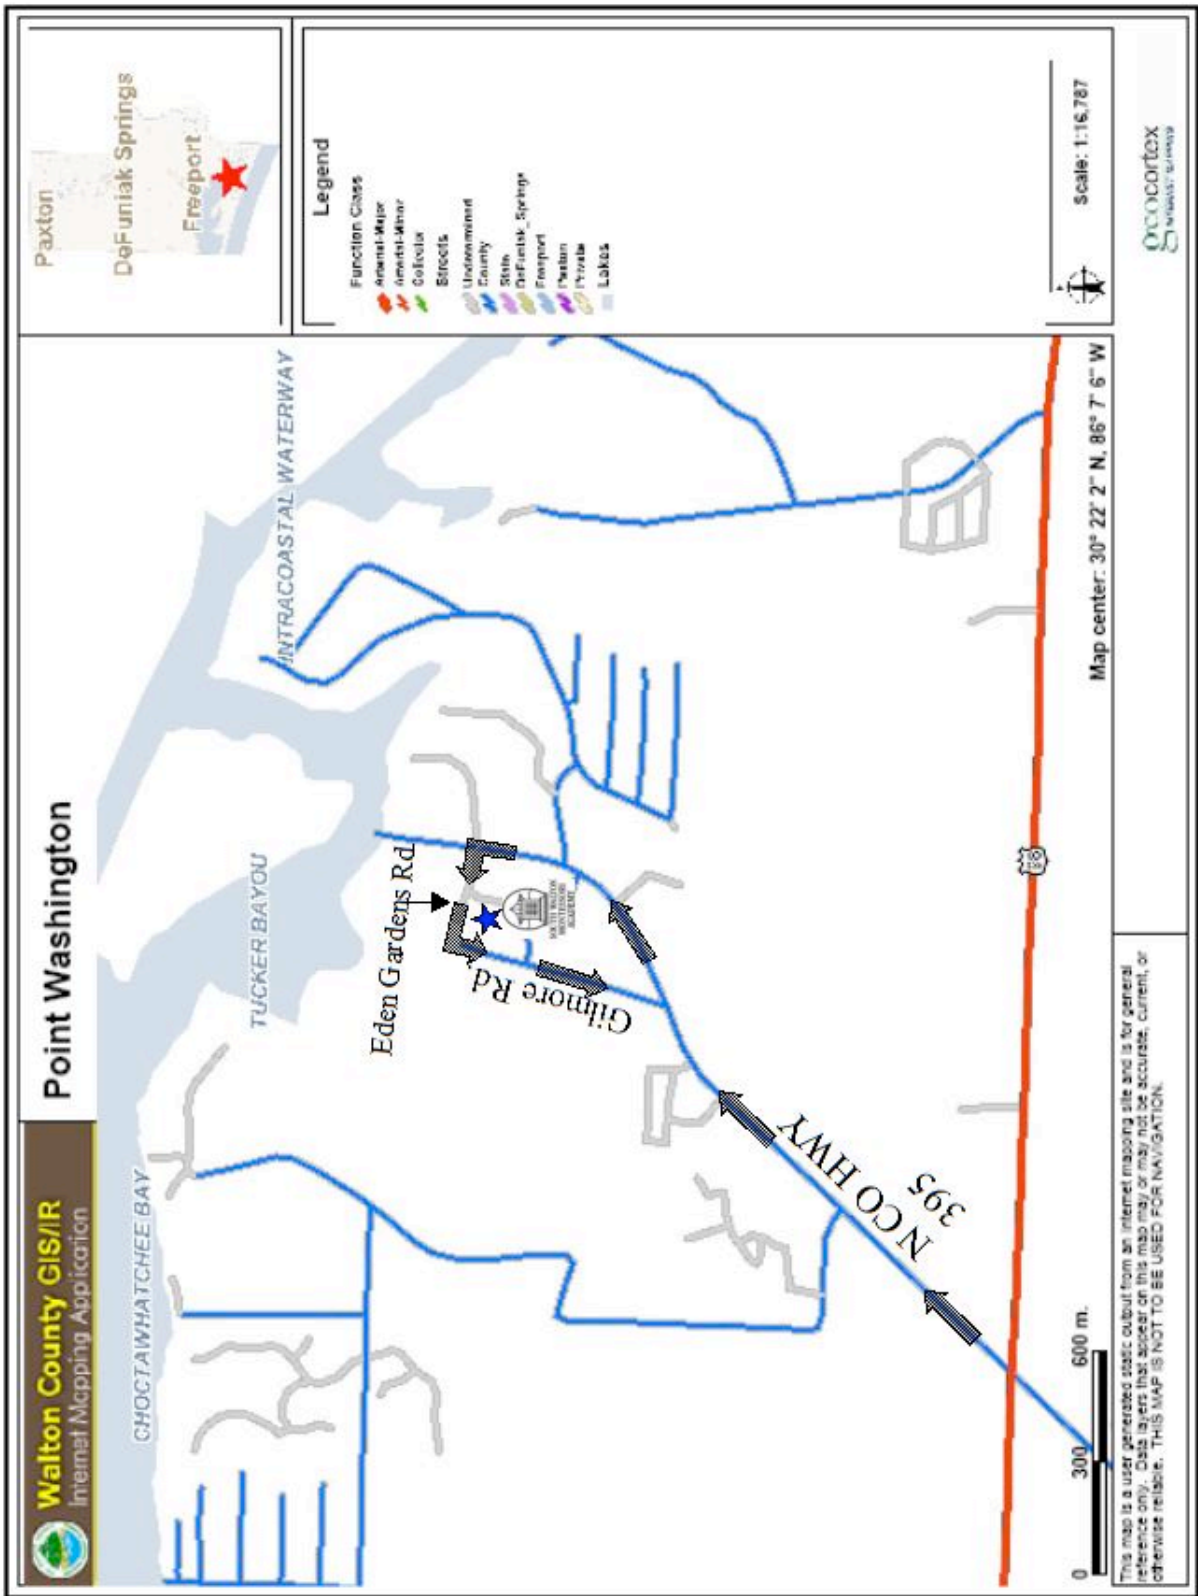 Walton County GIS/IR
Internet Mapping Application
Point Washington
Paxton
DeFuniak Springs
Freeport
CHOCTAWHATCHEE BAY
TUCKER BAYOU
INTRACOASTAL WATERWAY
Eden Gardens Rd.
Gilmore Rd.
SOUTH WALTON
MONTESSORI
ACADEMY
N CO HWY
395
98
Legend
Function Class
Arterial-Major
Arterial-Minor
Collector
Streets
Undetermined
County
State
DeFuniak_Springs
Freeport
Paxton
Private
Lakes
0 300 600 m.
Map center: 30° 22' 2" N, 86° 7' 6" W
Scale: 1:16,787
This map is a user generated static output from an Internet mapping site and is for general
reference only. Data layers that appear on this map may or may not be accurate, current, or
otherwise reliable. THIS MAP IS NOT TO BE USED FOR NAVIGATION.
geocortex